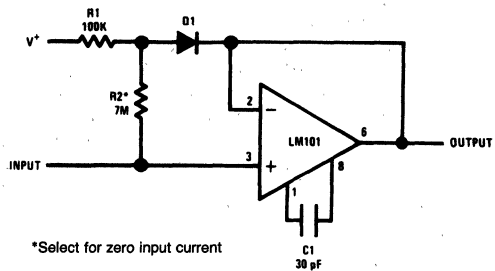 R1
100K
V+
D1
R2*
7M
2
LM101
6
OUTPUT
INPUT
3
8
1
C1
30 pF
*Select for zero input current